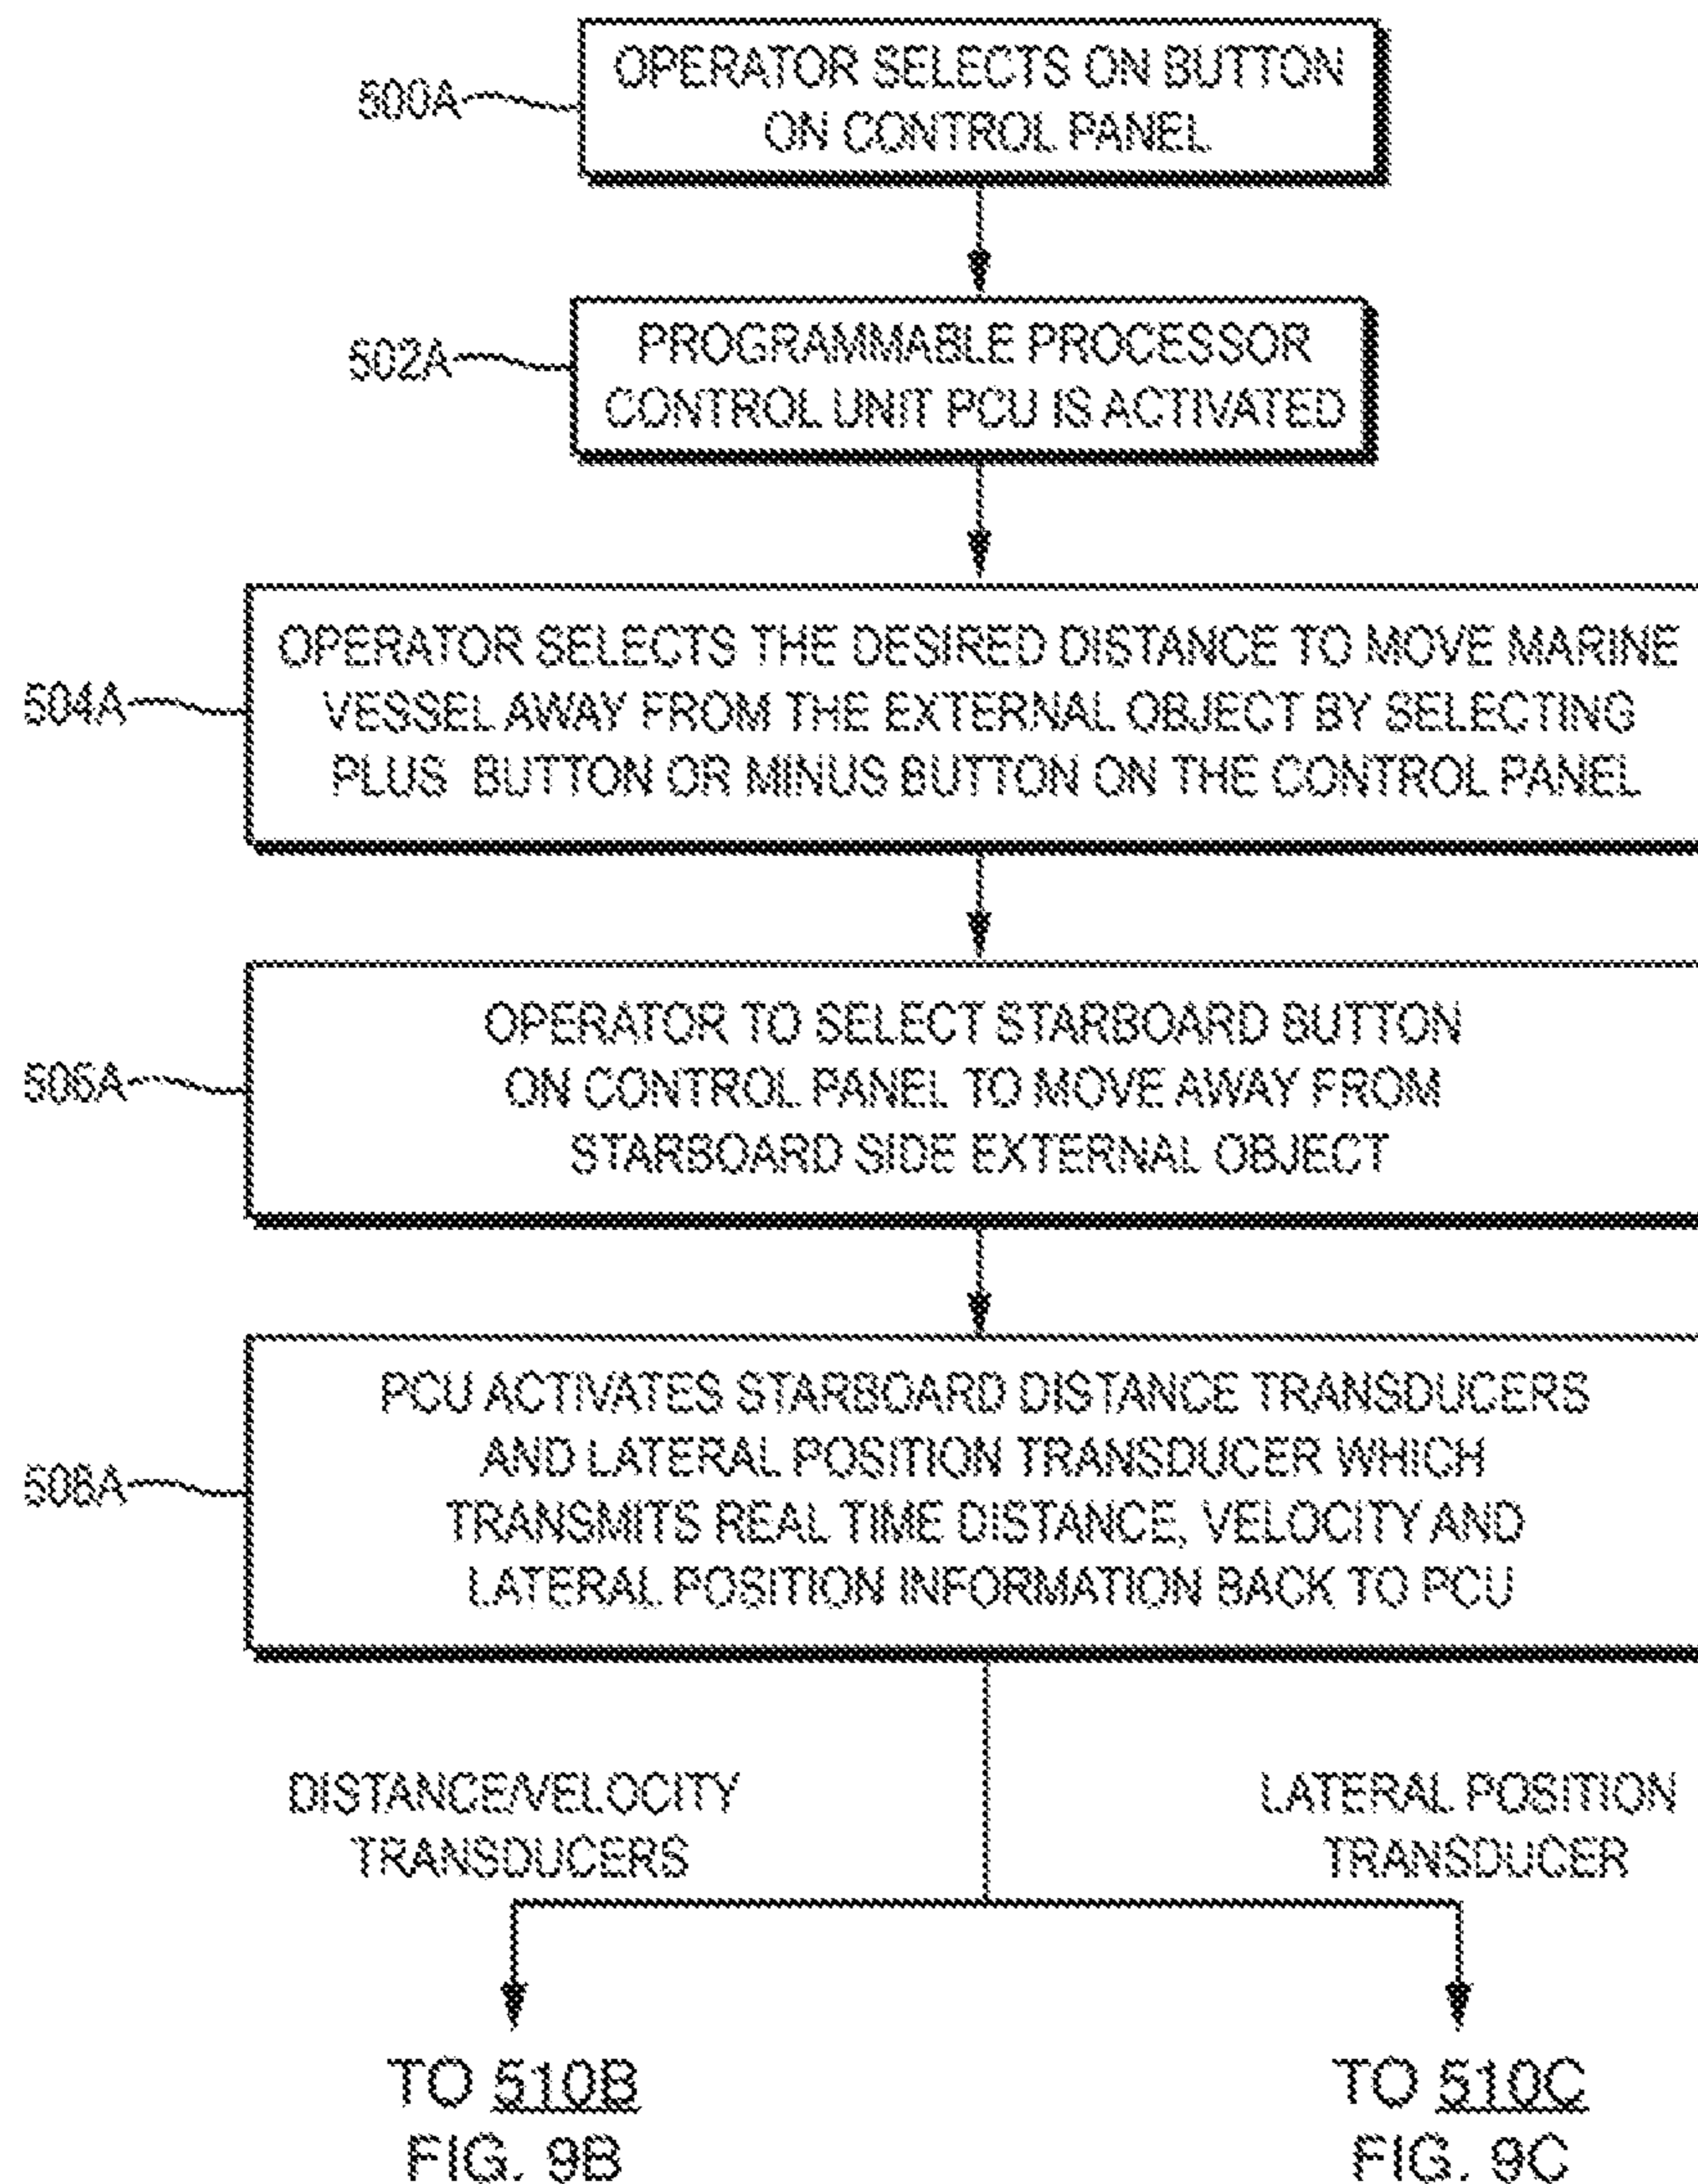 500A
OPERATOR SELECTS ON BUTTON
ON CONTROL PANEL
502A
PROGRAMMABLE PROCESSOR
CONTROL UNIT PCU IS ACTIVATED
504A
OPERATOR SELECTS THE DESIRED DISTANCE TO MOVE MARINE
VESSEL AWAY FROM THE EXTERNAL OBJECT BY SELECTING
PLUS BUTTON OR MINUS BUTTON ON THE CONTROL PANEL
506A
OPERATOR TO SELECT STARBOARD BUTTON
ON CONTROL PANEL TO MOVE AWAY FROM
STARBOARD SIDE EXTERNAL OBJECT
508A
PCU ACTIVATES STARBOARD DISTANCE TRANSDUCERS
AND LATERAL POSITION TRANSDUCER WHICH
TRANSMITS REAL TIME DISTANCE, VELOCITY AND
LATERAL POSITION INFORMATION BACK TO PCU
DISTANCE/VELOCITY
TRANSDUCERS
LATERAL POSITION
TRANSDUCER
TO 510B
FIG. 9B
TO 510C
FIG. 9C